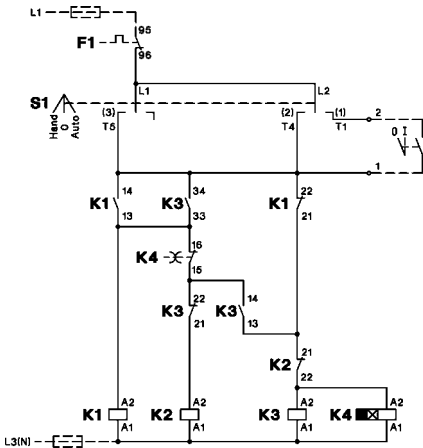 L1
95
F1
96
L1 L2
S1
Hand
0
Auto
(3) (2) (1) 2
T5 T4 T1
0 I
1
14 34 22
K1 K3 K1
13 33 21
16
K4
15
22 14
K3 K3
21 13
21
K2
22
A2 A2 A2 A2
K1 K2 K3 K4
A1 A1 A1 A1
L3(N)